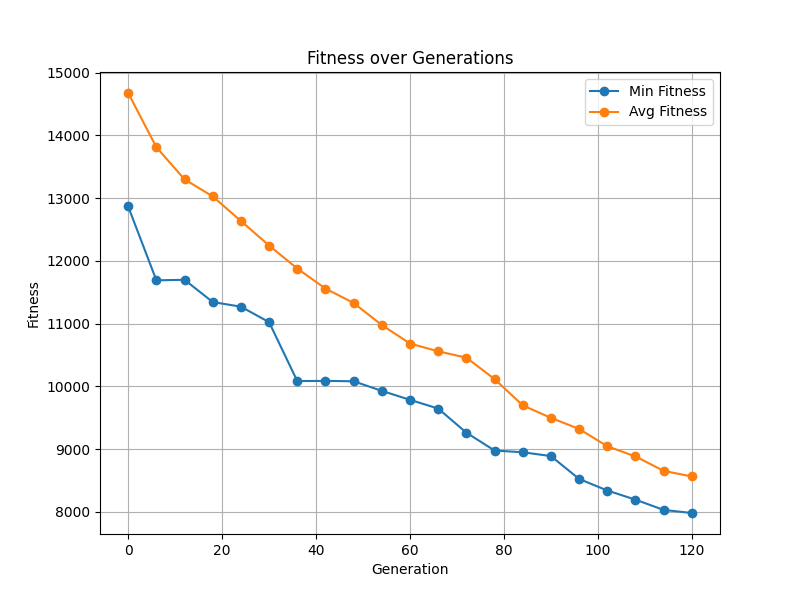 Fitness over Generations
Min Fitness
Avg Fitness
15000
14000
13000
12000
11000
10000
9000
8000
Fitness
0 20 40 60 80 100 120
Generation